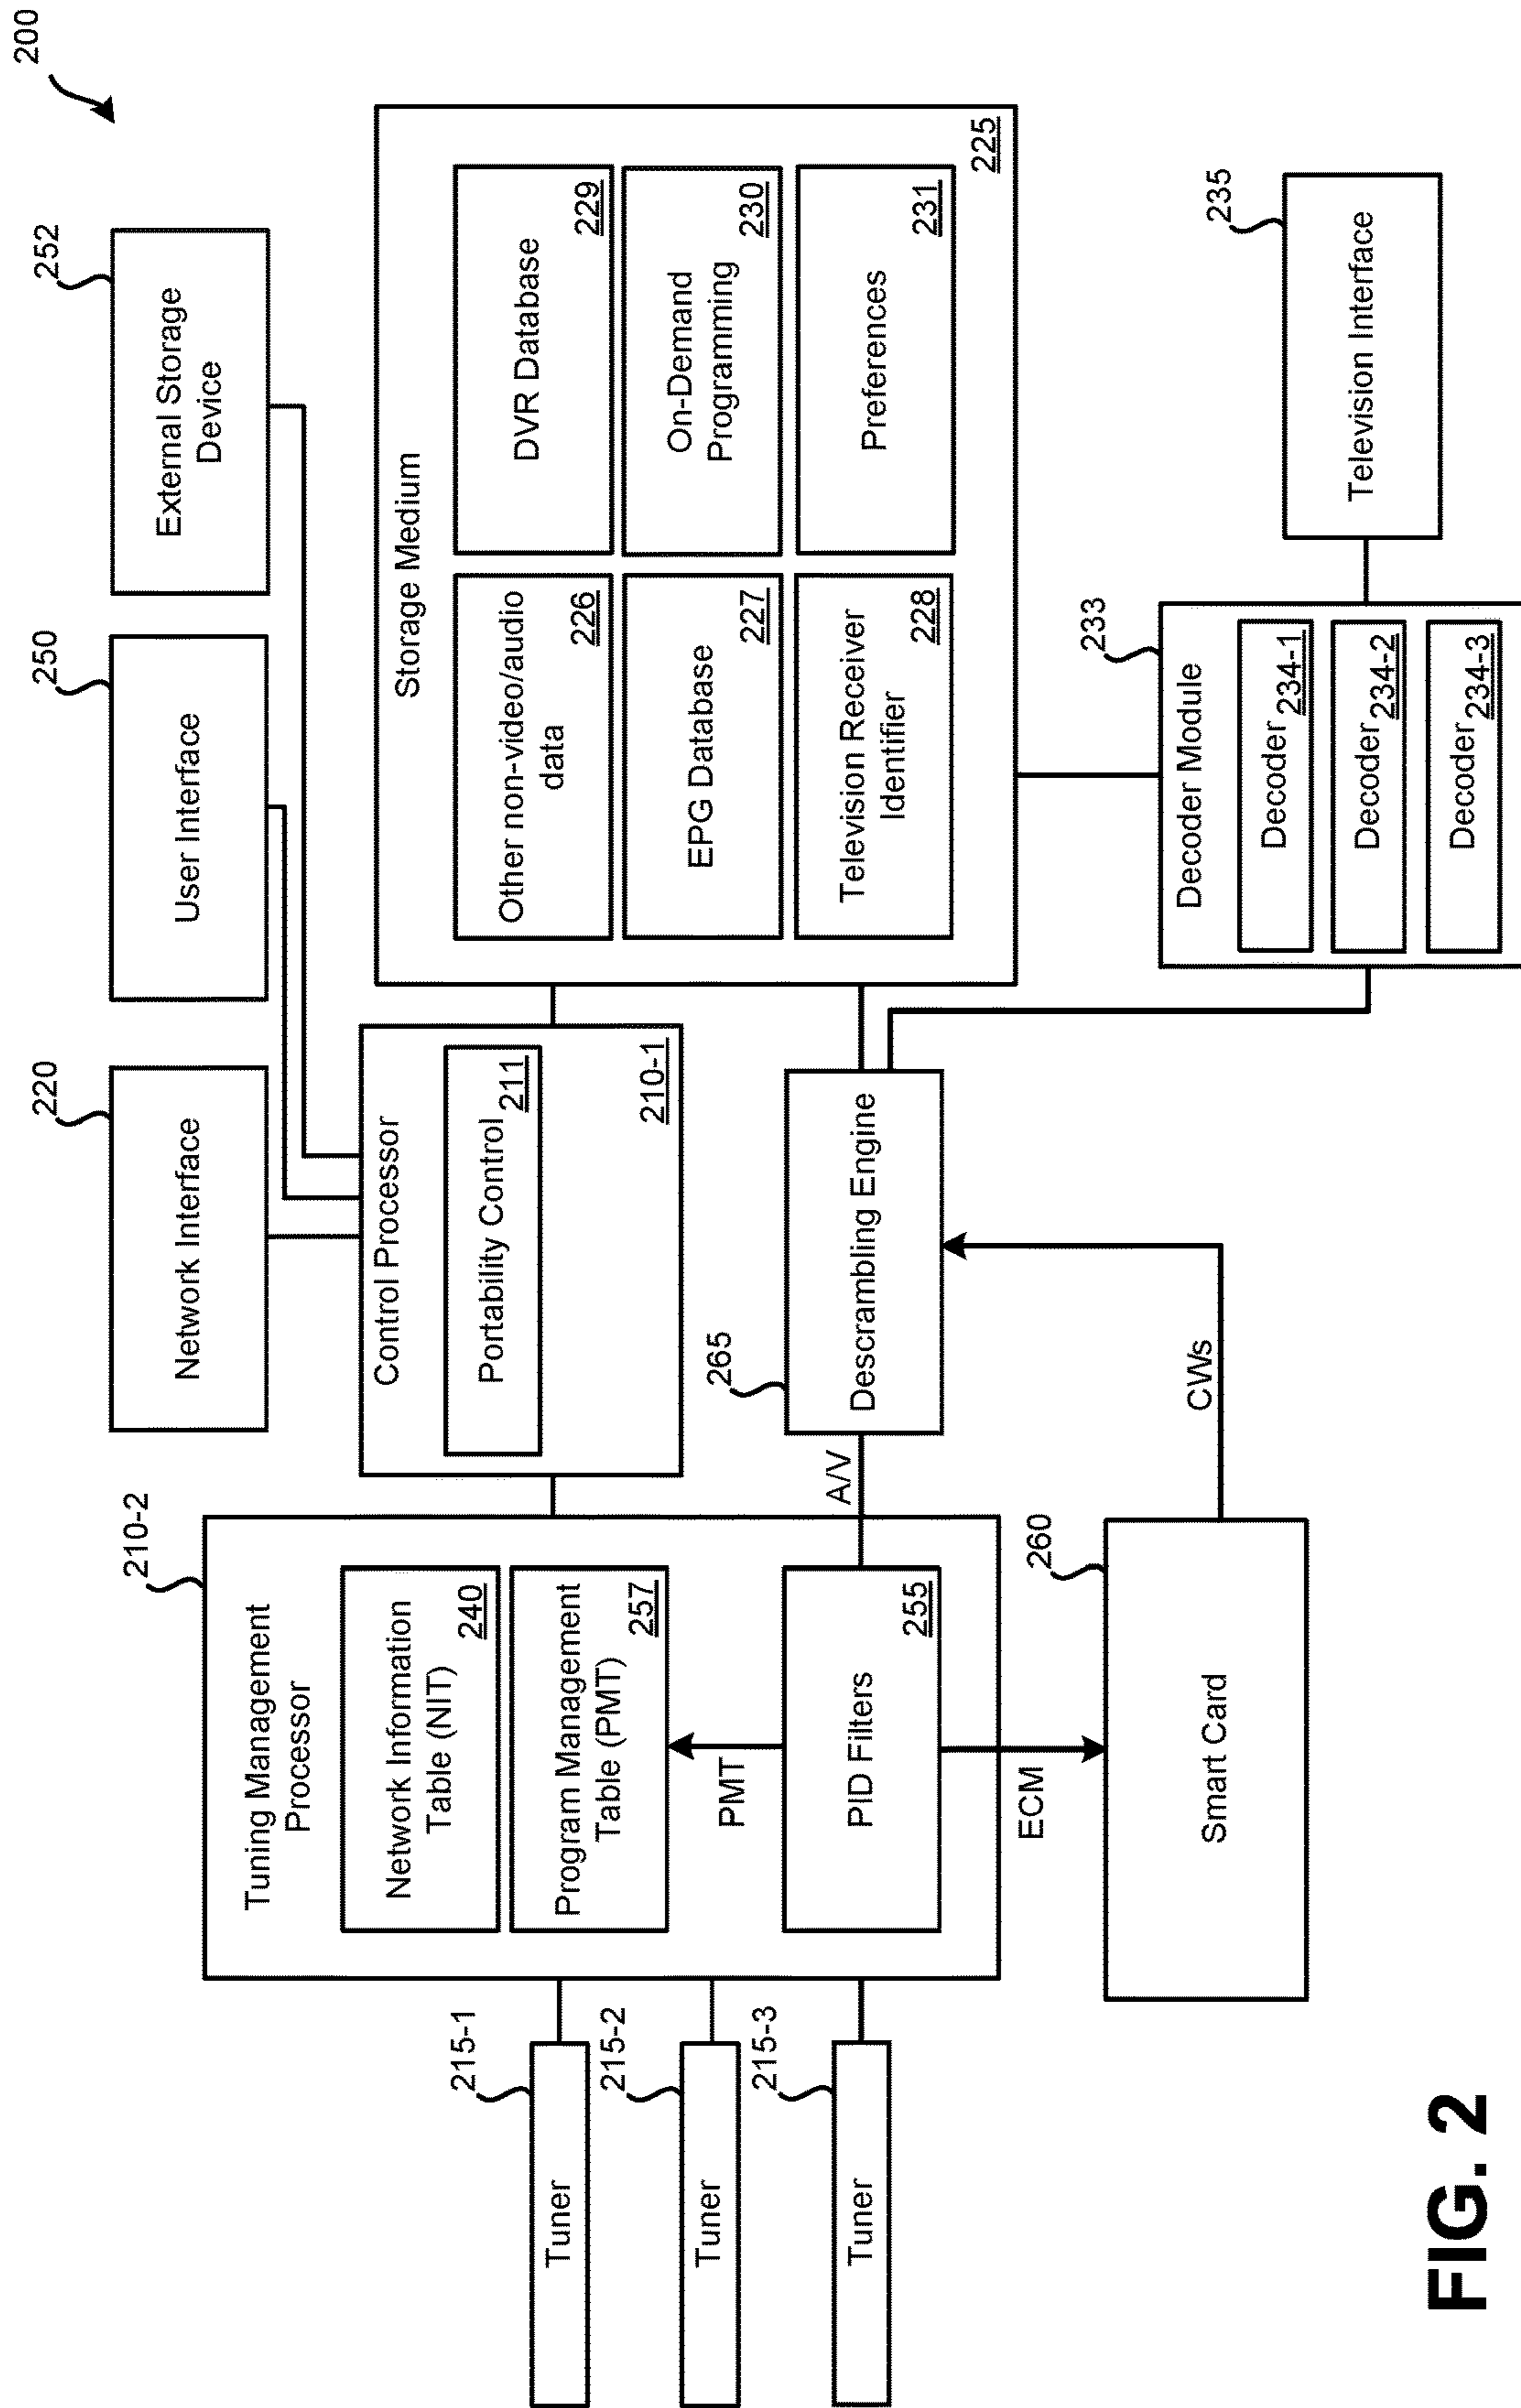 200
220
Network Interface
250
User Interface
252
External Storage
Device
210-2
Tuning Management
Processor
Network Information
Table (NIT)
240
Program Management
Table (PMT)
257
PMT
PID Filters
255
Control Processor
Portability Control
211
210-1
Storage Medium
Other non-video/audio
data
226
DVR Database
229
EPG Database
227
On-Demand
Programming
230
Television Receiver
Identifier
228
Preferences
231
225
215-1
Tuner
215-2
Tuner
215-3
Tuner
A/V
265
Descrambling Engine
ECM
260
Smart Card
CWs
233
Decoder Module
Decoder
234-1
Decoder
234-2
Decoder
234-3
235
Television Interface
FIG. 2